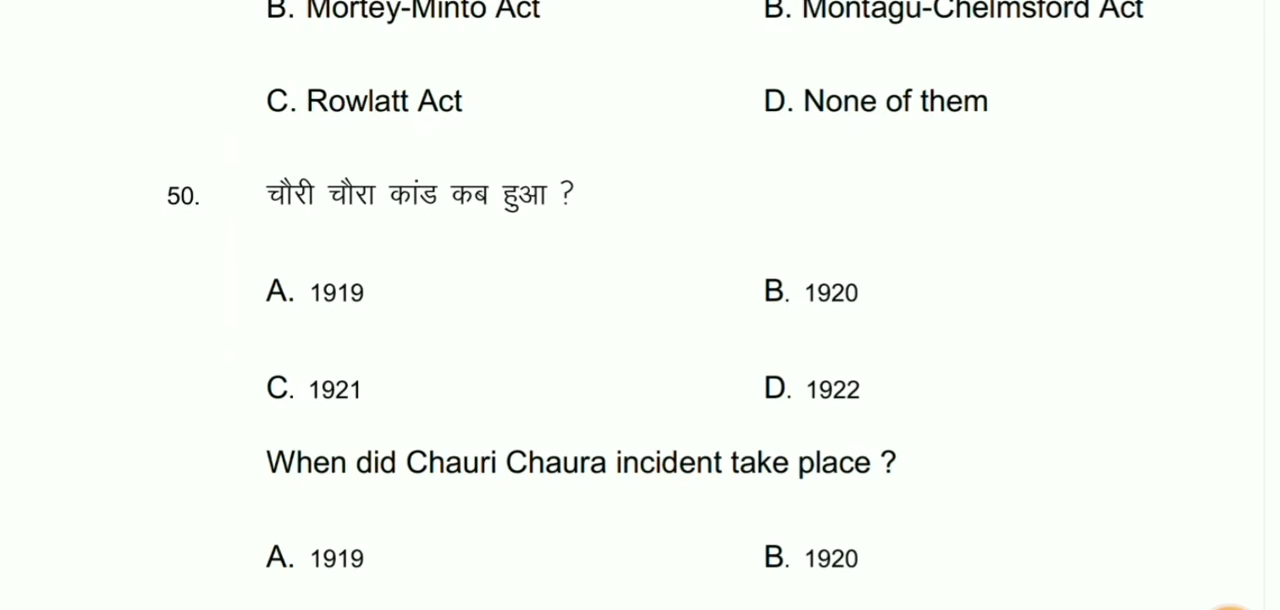 B. Mortey-Minto Act B. Montagu-Chelmsford Act
C. Rowlatt Act D. None of them
50. चौरी चौरा कांड कब हुआ ?
A. 1919 B. 1920
C. 1921 D. 1922
When did Chauri Chaura incident take place ?
A. 1919 B. 1920